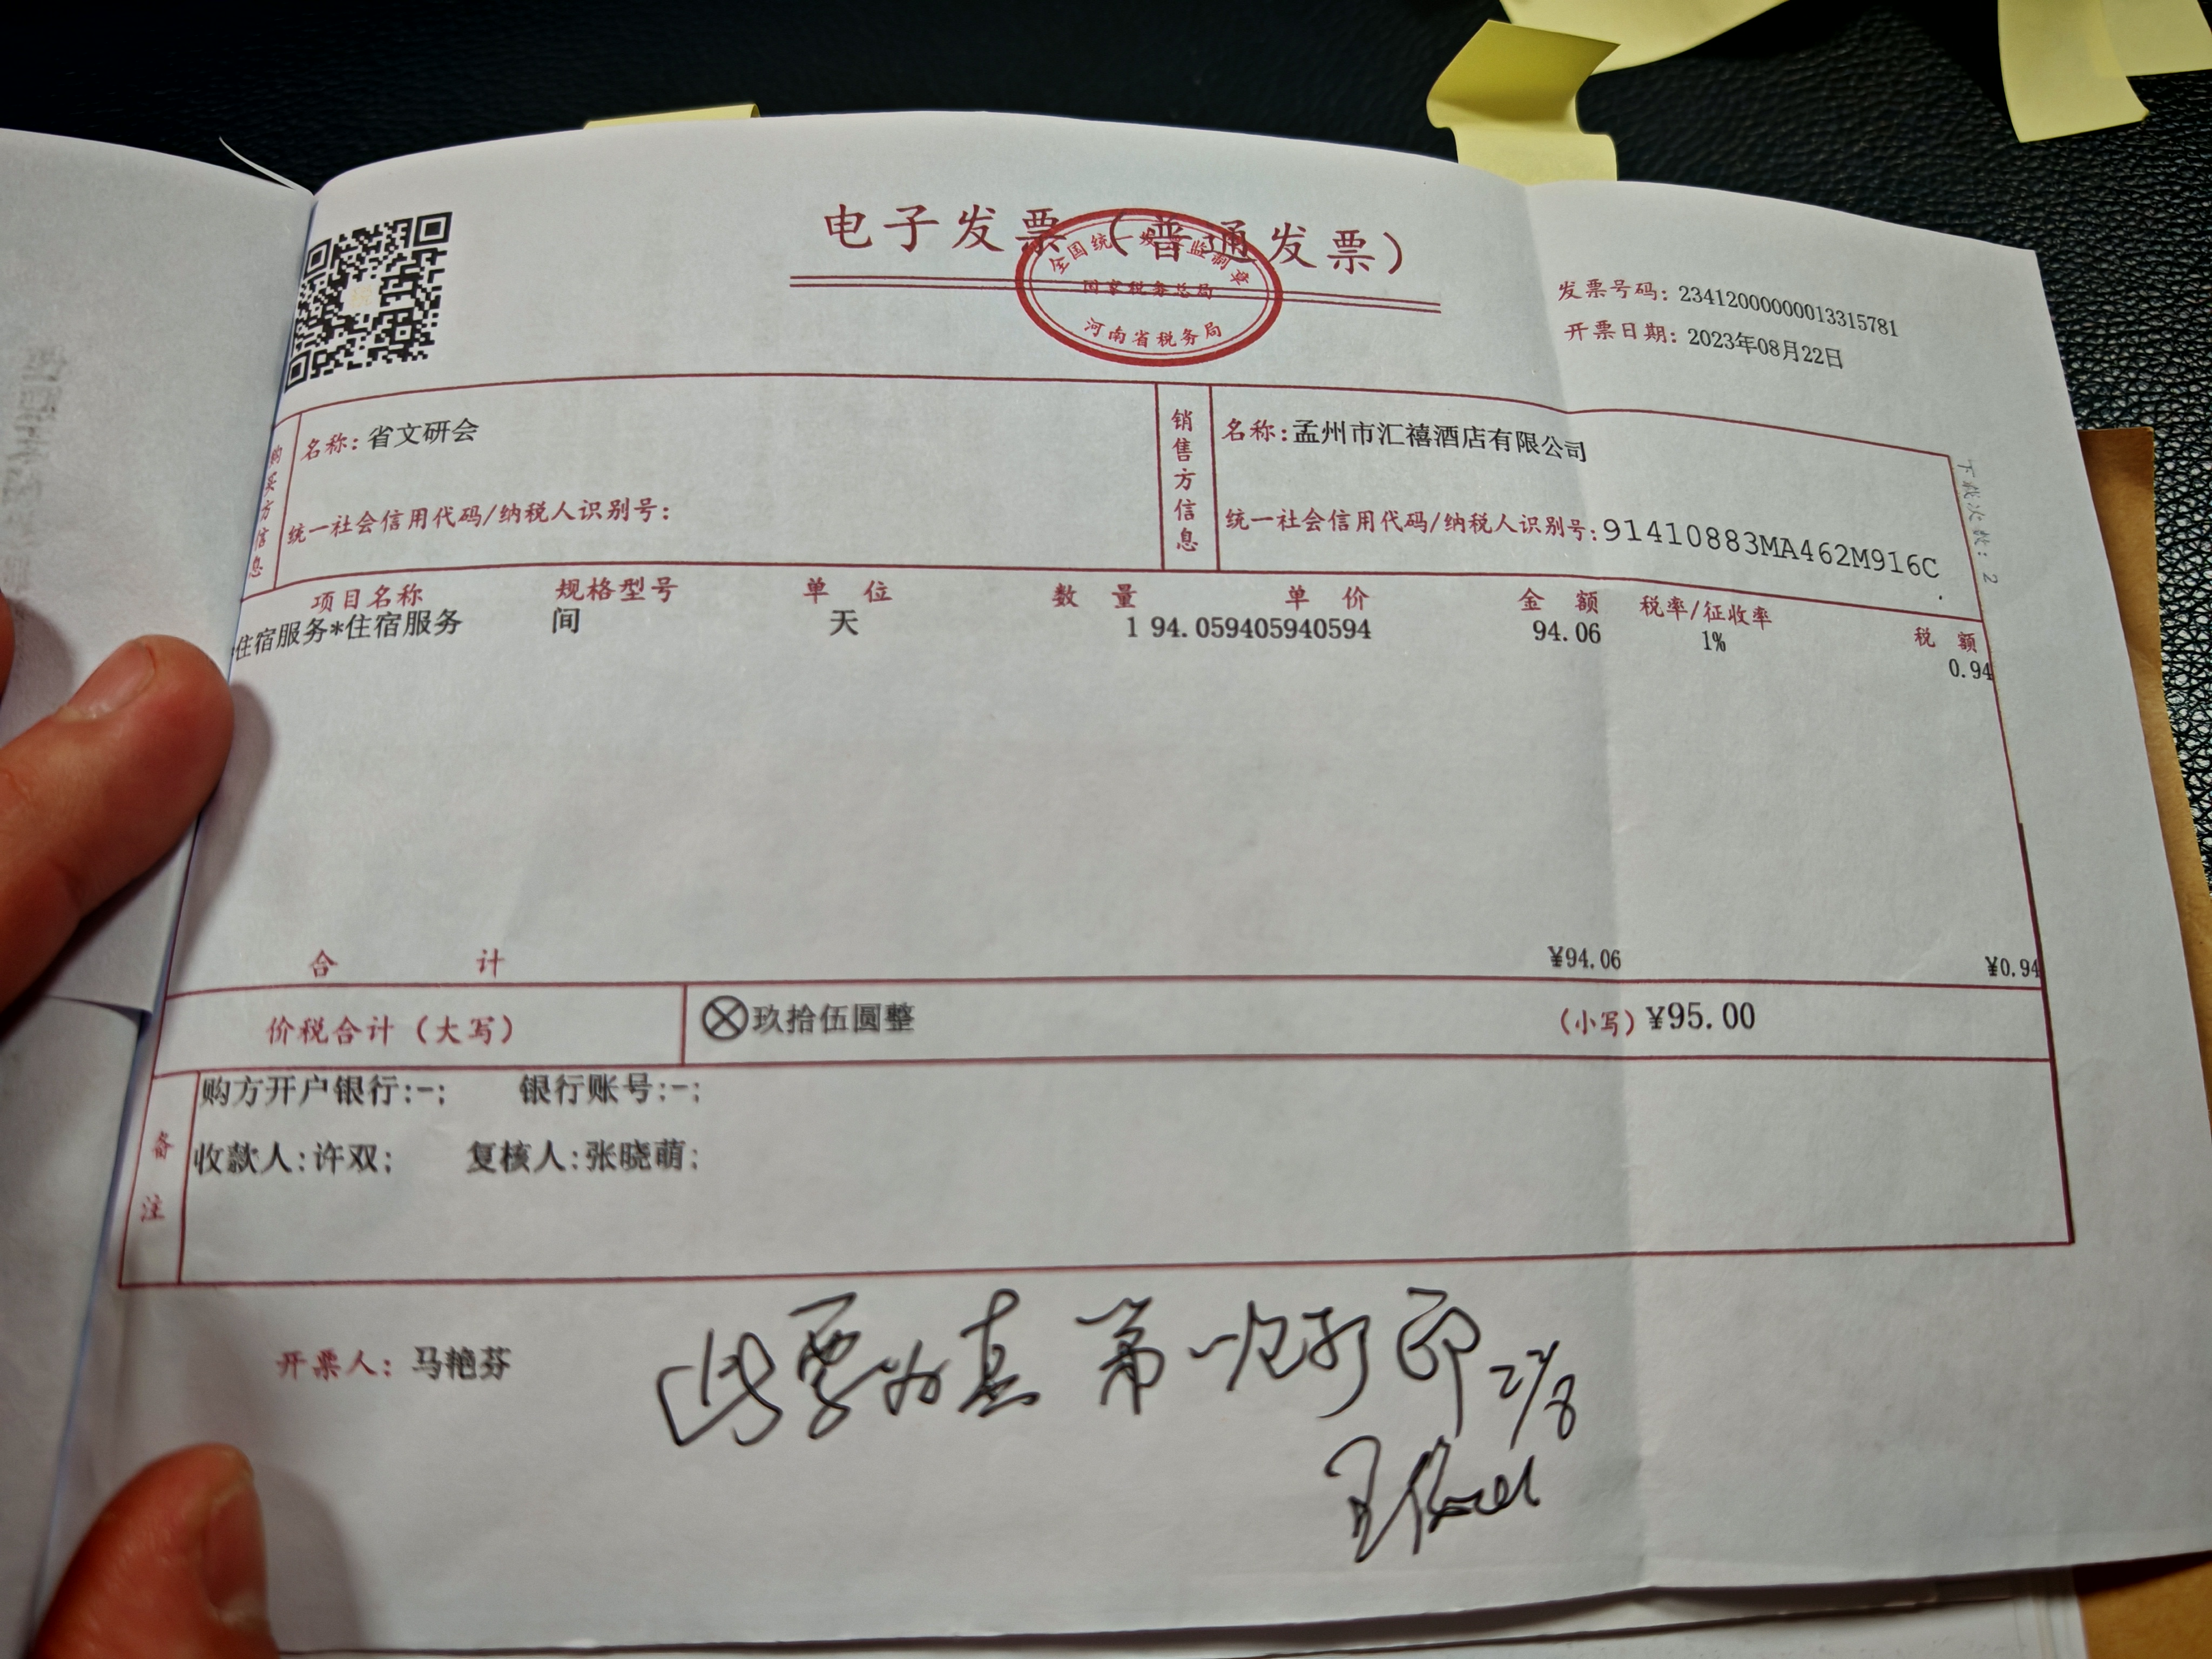 电子发票（普通发票）
全国统一发票监制章
国家税务总局
河南省税务局
发票号码：23412000000013315781
开票日期：2023年08月22日
购买方信息
名称：省文研会
统一社会信用代码/纳税人识别号：
销售方信息
名称：孟州市汇禧酒店有限公司
统一社会信用代码/纳税人识别号：91410883MA462M916C
下载次数：2
项目名称 规格型号 单位 数量 单价 金额 税率/征收率 税额
*住宿服务*住宿服务 间 天 1 94.059405940594 94.06 1% 0.94
合计 ¥94.06 ¥0.94
价税合计（大写） ⊗玖拾伍圆整 （小写）¥95.00
备注
购方开户银行:-; 银行账号:-;
收款人:许双; 复核人:张晓萌;
开票人：马艳芬
此票为真 第一次打印 22/8